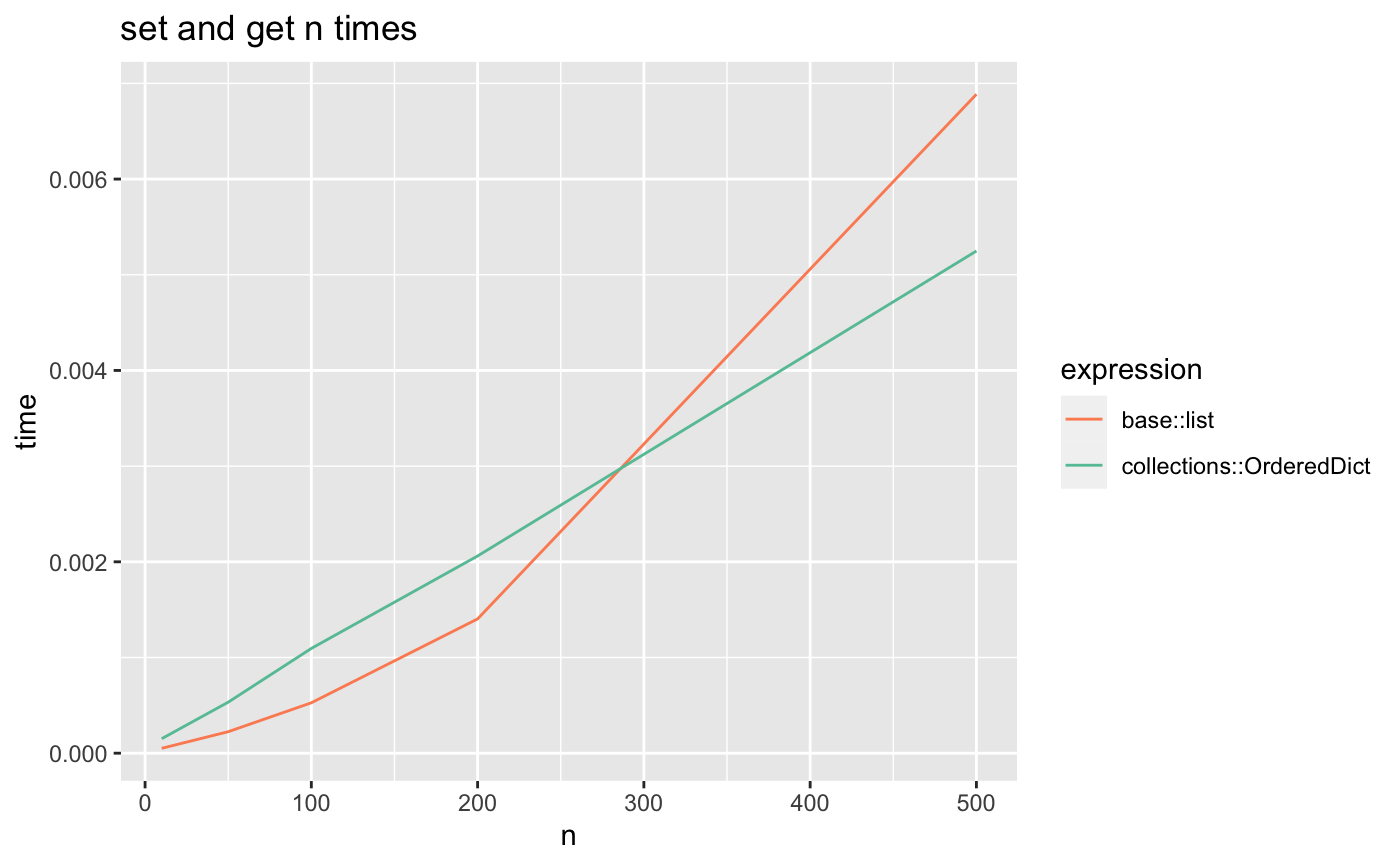 set and get n times
time
0.006
0.004
0.002
0.000
0 100 200 300 400 500
n
expression
base::list
collections::OrderedDict